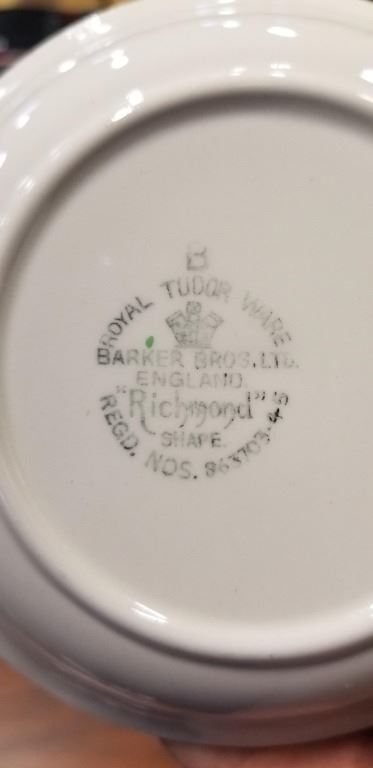 B
ROYAL TUDOR WARE
BARKER BROS. LTD.
ENGLAND.
"Richmond"
SHAPE.
REGD. NOS. 863703-4-5